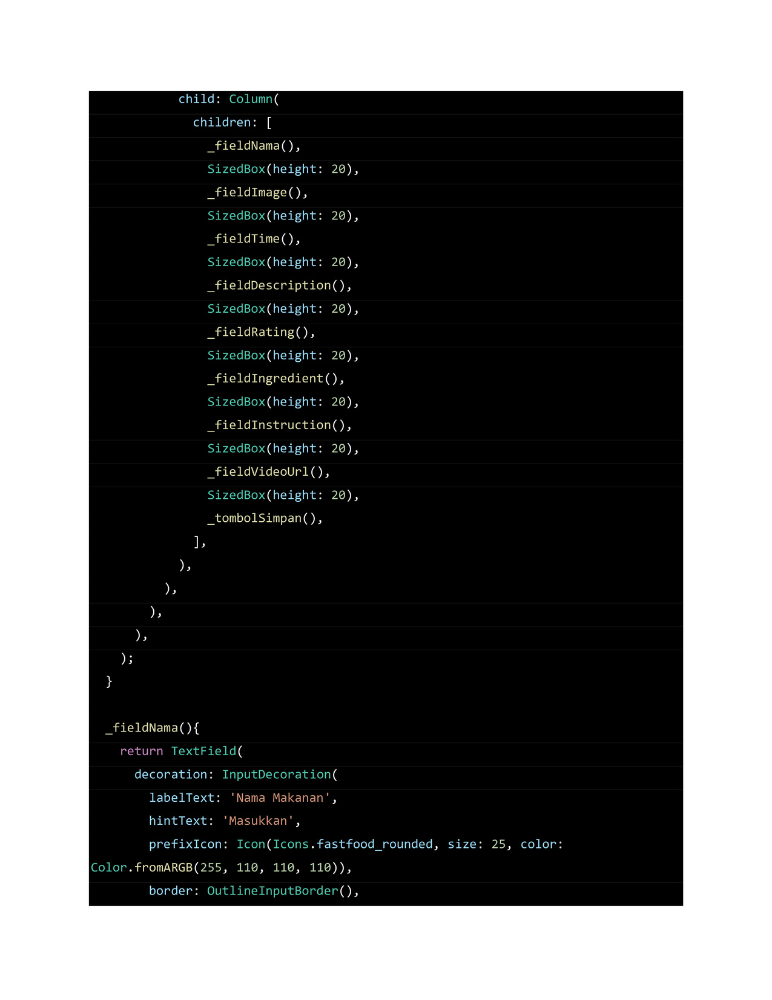 child: Column(
children: [
_fieldNama(),
SizedBox(height: 20),
_fieldImage(),
SizedBox(height: 20),
_fieldTime(),
SizedBox(height: 20),
_fieldDescription(),
SizedBox(height: 20),
_fieldRating(),
SizedBox(height: 20),
_fieldIngredient(),
SizedBox(height: 20),
_fieldInstruction(),
SizedBox(height: 20),
_fieldVideoUrl(),
SizedBox(height: 20),
_tombolSimpan(),
],
),
),
),
),
);
}
_fieldNama(){
return TextField(
decoration: InputDecoration(
labelText: 'Nama Makanan',
hintText: 'Masukkan',
prefixIcon: Icon(Icons.fastfood_rounded, size: 25, color:
Color.fromARGB(255, 110, 110, 110)),
border: OutlineInputBorder(),